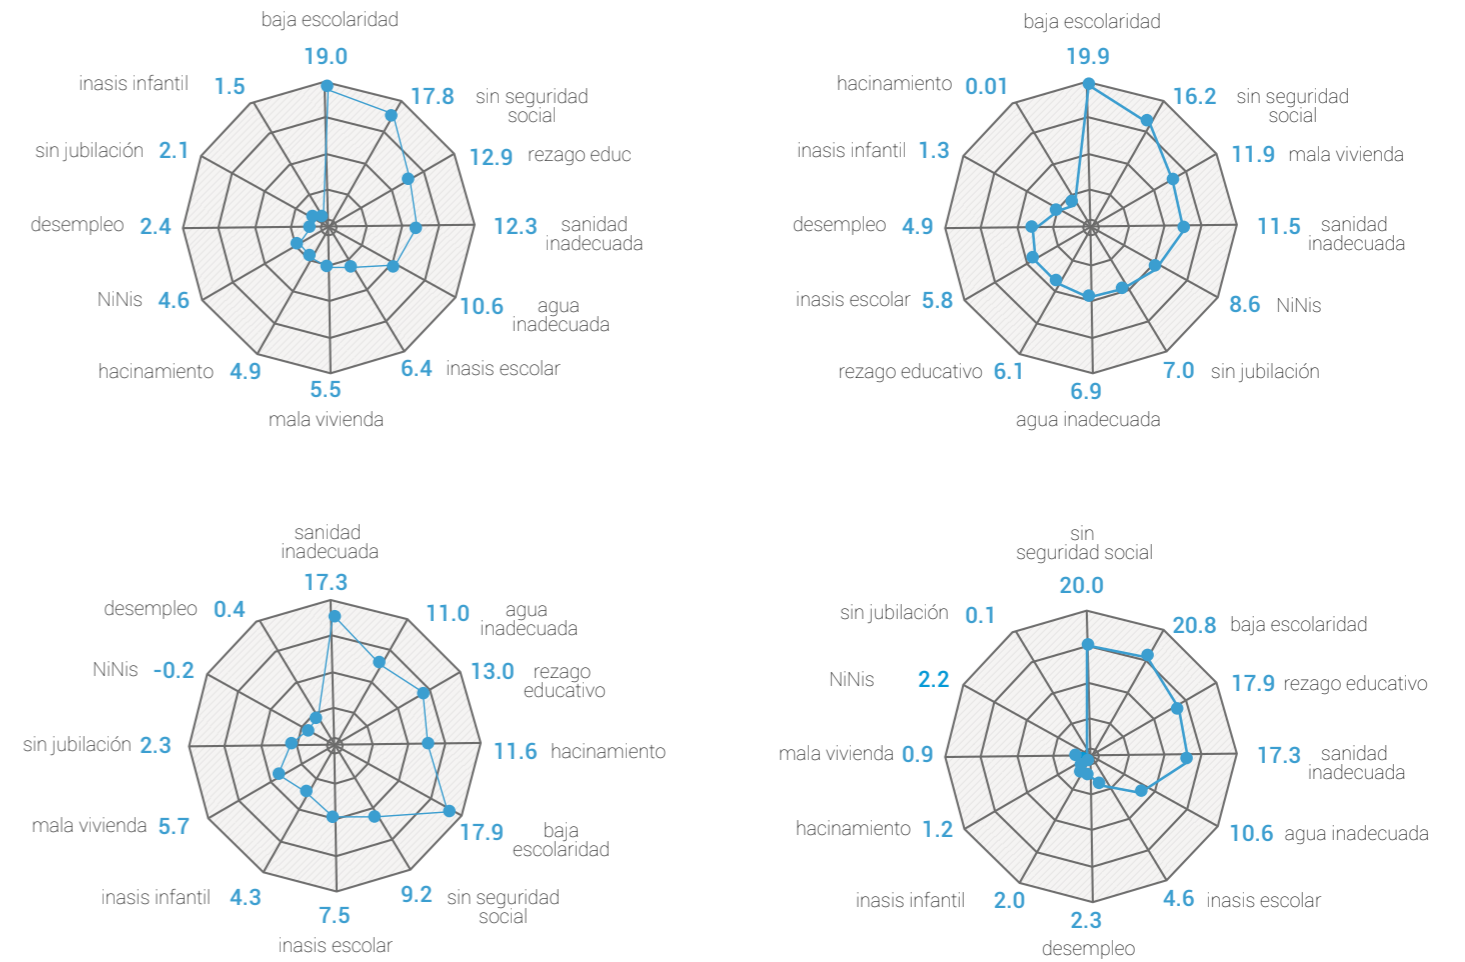 baja escolaridad
19.0
17.8
sin seguridad
social
12.9
rezago educ
12.3
sanidad
inadecuada
10.6
agua
inadecuada
6.4
inasis escolar
5.5
mala vivienda
hacinamiento
4.9
NiNis
4.6
desempleo
2.4
sin jubilación
2.1
inasis infantil
1.5
baja escolaridad
19.9
16.2
sin seguridad
social
11.9
mala vivienda
11.5
sanidad
inadecuada
8.6
NiNis
7.0
sin jubilación
6.9
agua inadecuada
rezago educativo
6.1
inasis escolar
5.8
desempleo
4.9
inasis infantil
1.3
hacinamiento
0.01
sanidad
inadecuada
17.3
11.0
agua
inadecuada
13.0
rezago
educativo
11.6
hacinamiento
17.9
baja
escolaridad
9.2
sin seguridad
social
7.5
inasis escolar
inasis infantil
4.3
mala vivienda
5.7
sin jubilación
2.3
NiNis
-0.2
desempleo
0.4
sin
seguridad social
20.0
20.8
baja escolaridad
17.9
rezago educativo
17.3
sanidad
inadecuada
10.6
agua inadecuada
4.6
inasis escolar
2.3
desempleo
inasis infantil
2.0
hacinamiento
1.2
mala vivienda
0.9
NiNis
2.2
sin jubilación
0.1